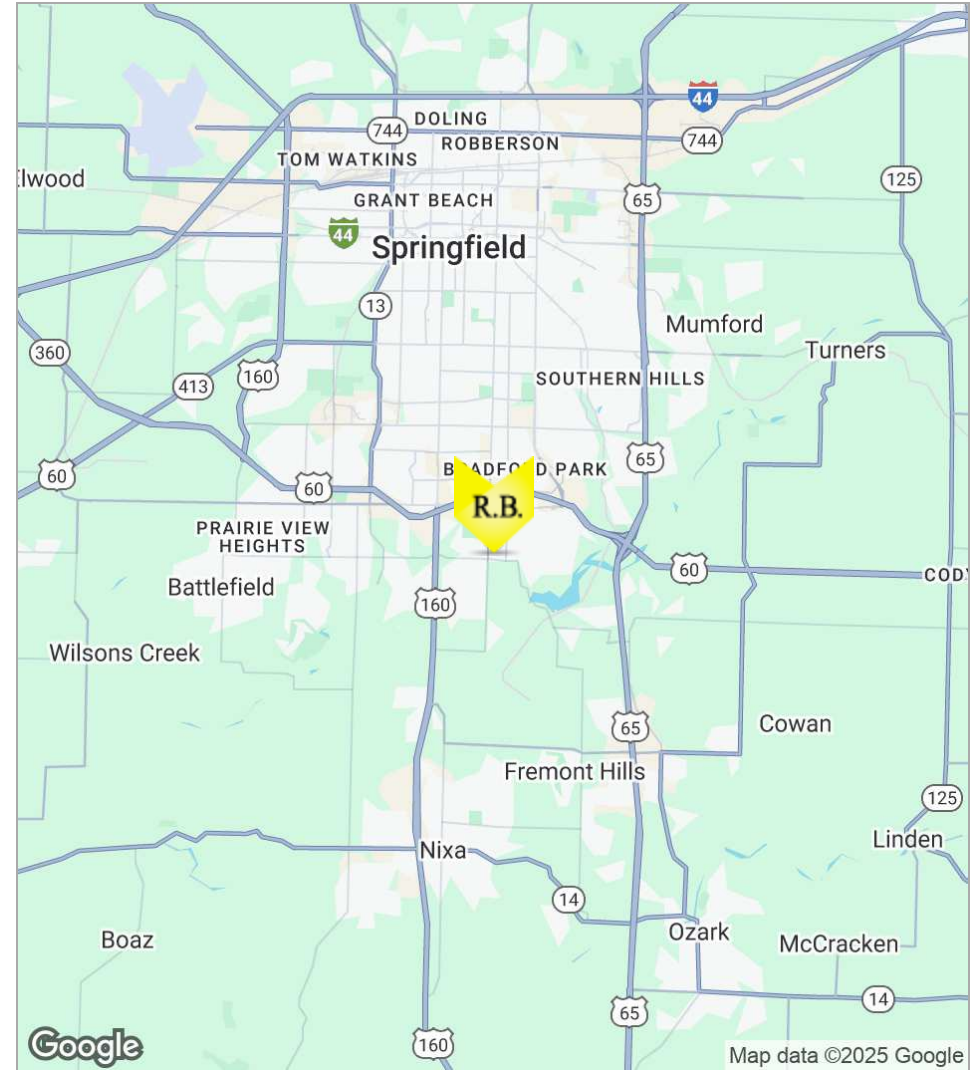 44
DOLING
744
ROBBERSON
744
TOM WATKINS
125
65
GRANT BEACH
44
Springfield
13
Mumford
360
Turners
160
SOUTHERN HILLS
413
65
60
60
R.B.
PRAIRIE VIEW
HEIGHTS
60
Battlefield
160
Wilsons Creek
65
Cowan
Fremont Hills
125
Linden
Nixa
14
Ozark
McCracken
Boaz
14
65
160
Google
Map data ©2025 Google